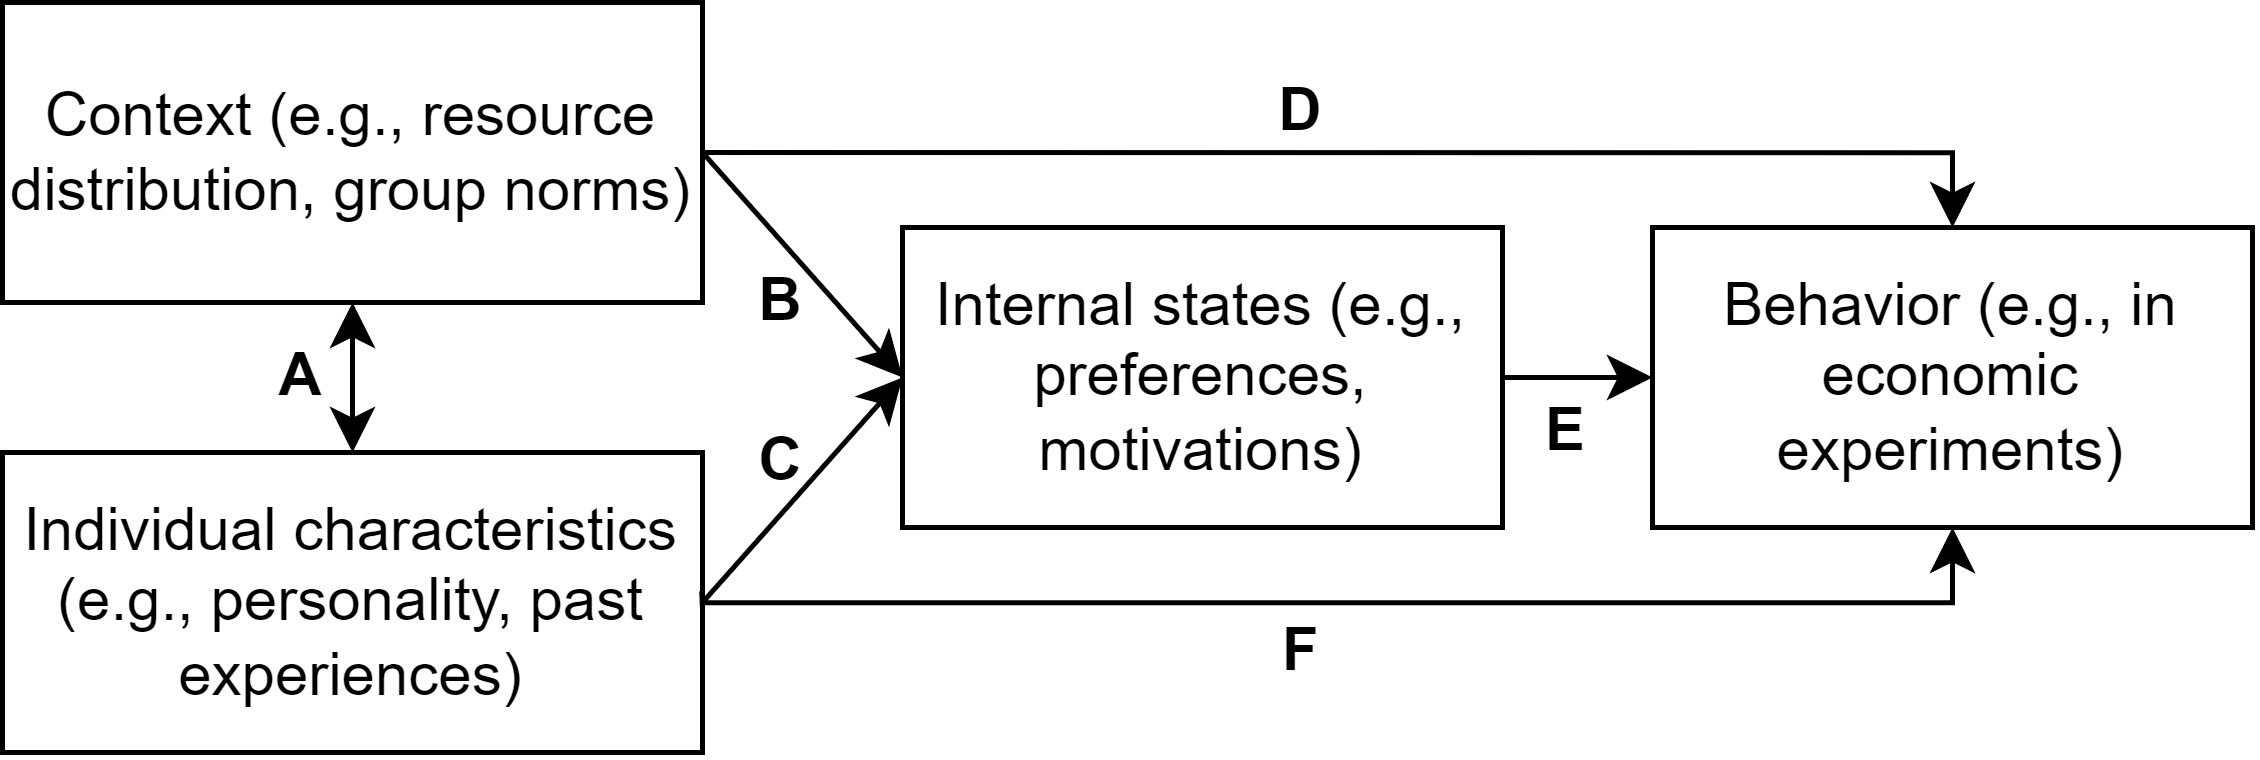 Context (e.g., resource
distribution, group norms)
D
B
Internal states (e.g.,
preferences,
motivations)
Behavior (e.g., in
economic
experiments)
A
E
C
Individual characteristics
(e.g., personality, past
experiences)
F